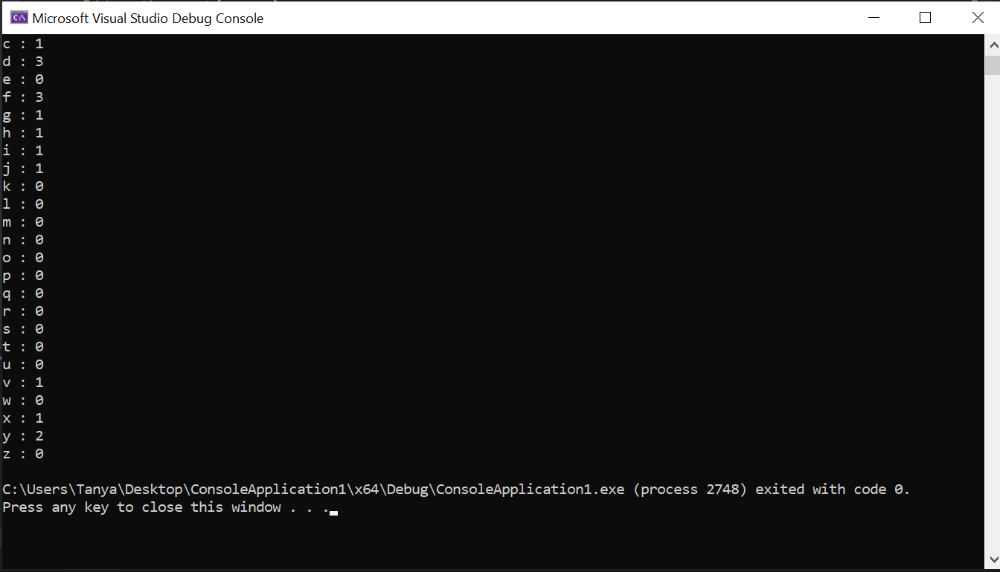 Microsoft Visual Studio Debug Console
c : 1
d : 3
e : 0
f : 3
g : 1
h : 1
i : 1
j : 1
k : 0
l : 0
m : 0
n : 0
o : 0
p : 0
q : 0
r : 0
s : 0
t : 0
u : 0
v : 1
w : 0
x : 1
y : 2
z : 0
C:\Users\Tanya\Desktop\ConsoleApplication1\x64\Debug\ConsoleApplication1.exe (process 2748) exited with code 0.
Press any key to close this window . . .